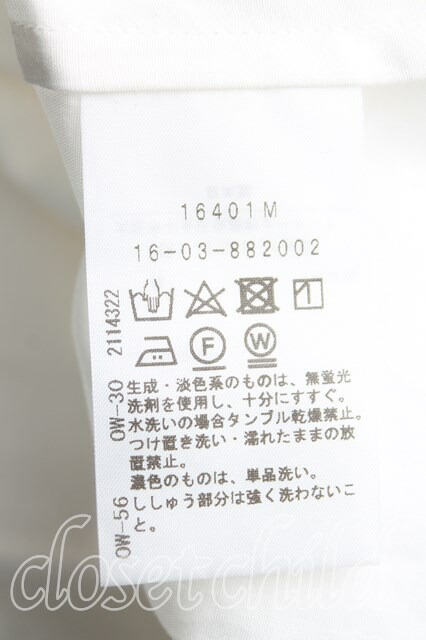 16401M
16-03-882002
2114322
F W
0W-30
生成・淡色系のものは、無蛍光
洗剤を使用し、十分にすすぐ。
水洗いの場合タンブル乾燥禁止。
つけ置き洗い・濡れたままの放
置禁止。
濃色のものは、単品洗い。
0W-56
ししゅう部分は強く洗わないこ
と。
closet child